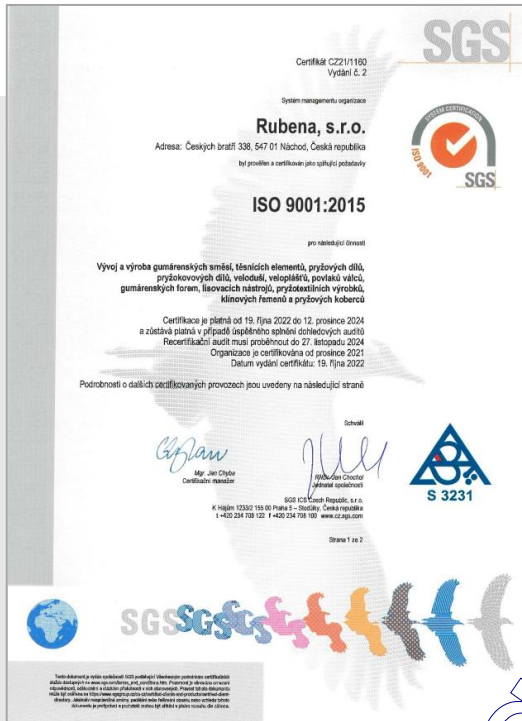 SGS
Certifikát CZ21/1160
Vydání č. 2
Systém managementu organizace
Rubena, s.r.o.
Adresa: Českých bratří 338, 547 01 Náchod, Česká republika
byl prověřen a certifikován jako splňující požadavky
SYSTEM CERTIFICATION
ISO 9001
SGS
ISO 9001:2015
pro následující činnosti
Vývoj a výroba gumárenských směsí, těsnicích elementů, pryžových dílů,
pryžokovových dílů, veloduší, veloplášťů, povlaků válců,
gumárenských forem, lisovacích nástrojů, pryžotextilních výrobků,
klínových řemenů a pryžových koberců
Certifikace je platná od 19. října 2022 do 12. prosince 2024
a zůstává platná v případě úspěšného splnění dohledových auditů
Recertifikační audit musí proběhnout do 27. listopadu 2024
Organizace je certifikována od prosince 2021
Datum vydání certifikátu: 19. října 2022
Podrobnosti o dalších certifikovaných provozech jsou uvedeny na následující straně
Schválil
Mgr. Jan Chyba
Certifikační manažer
RNDr. Jan Chochol
Jednatel společnosti
S 3231
SGS ICS Czech Republic, s.r.o.
K Hájům 1233/2 155 00 Praha 5 – Stodůlky, Česká republika
t +420 234 708 122 f +420 234 708 100 www.cz.sgs.com
Strana 1 ze 2
SGSSGSSGS